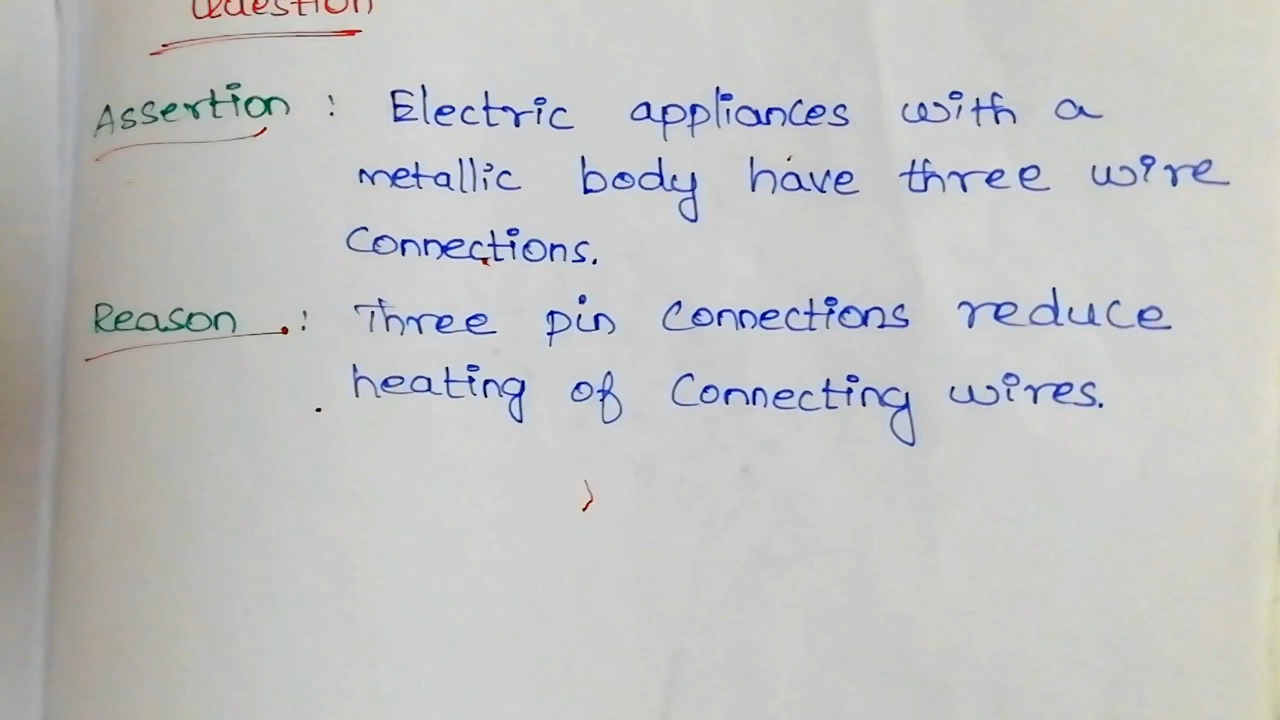 Question
Assertion : Electric appliances with a
metallic body have three wire
Connections.
Reason : Three pin Connections reduce
heating of Connecting wires.